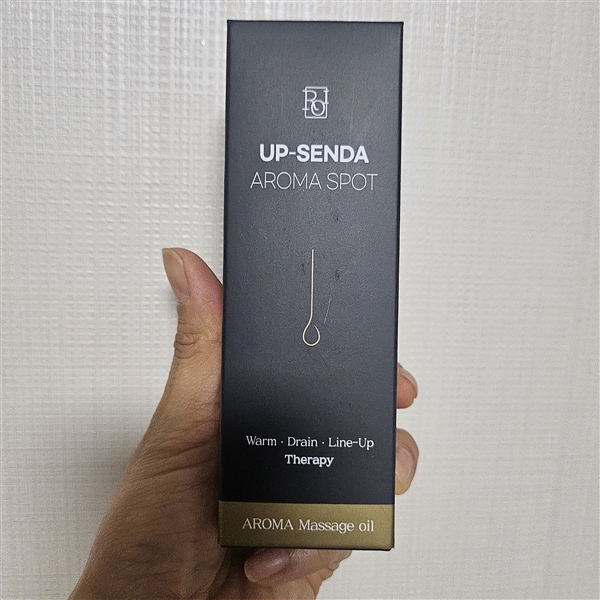 UP-SENDA
AROMA SPOT
Warm · Drain · Line-Up
Therapy
AROMA Massage oil